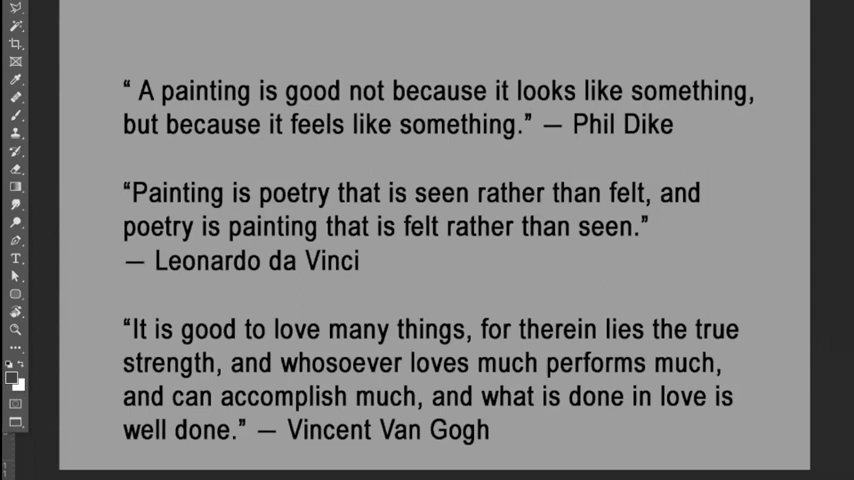 “ A painting is good not because it looks like something,
but because it feels like something.” — Phil Dike
“Painting is poetry that is seen rather than felt, and
poetry is painting that is felt rather than seen.”
— Leonardo da Vinci
“It is good to love many things, for therein lies the true
strength, and whosoever loves much performs much,
and can accomplish much, and what is done in love is
well done.” — Vincent Van Gogh